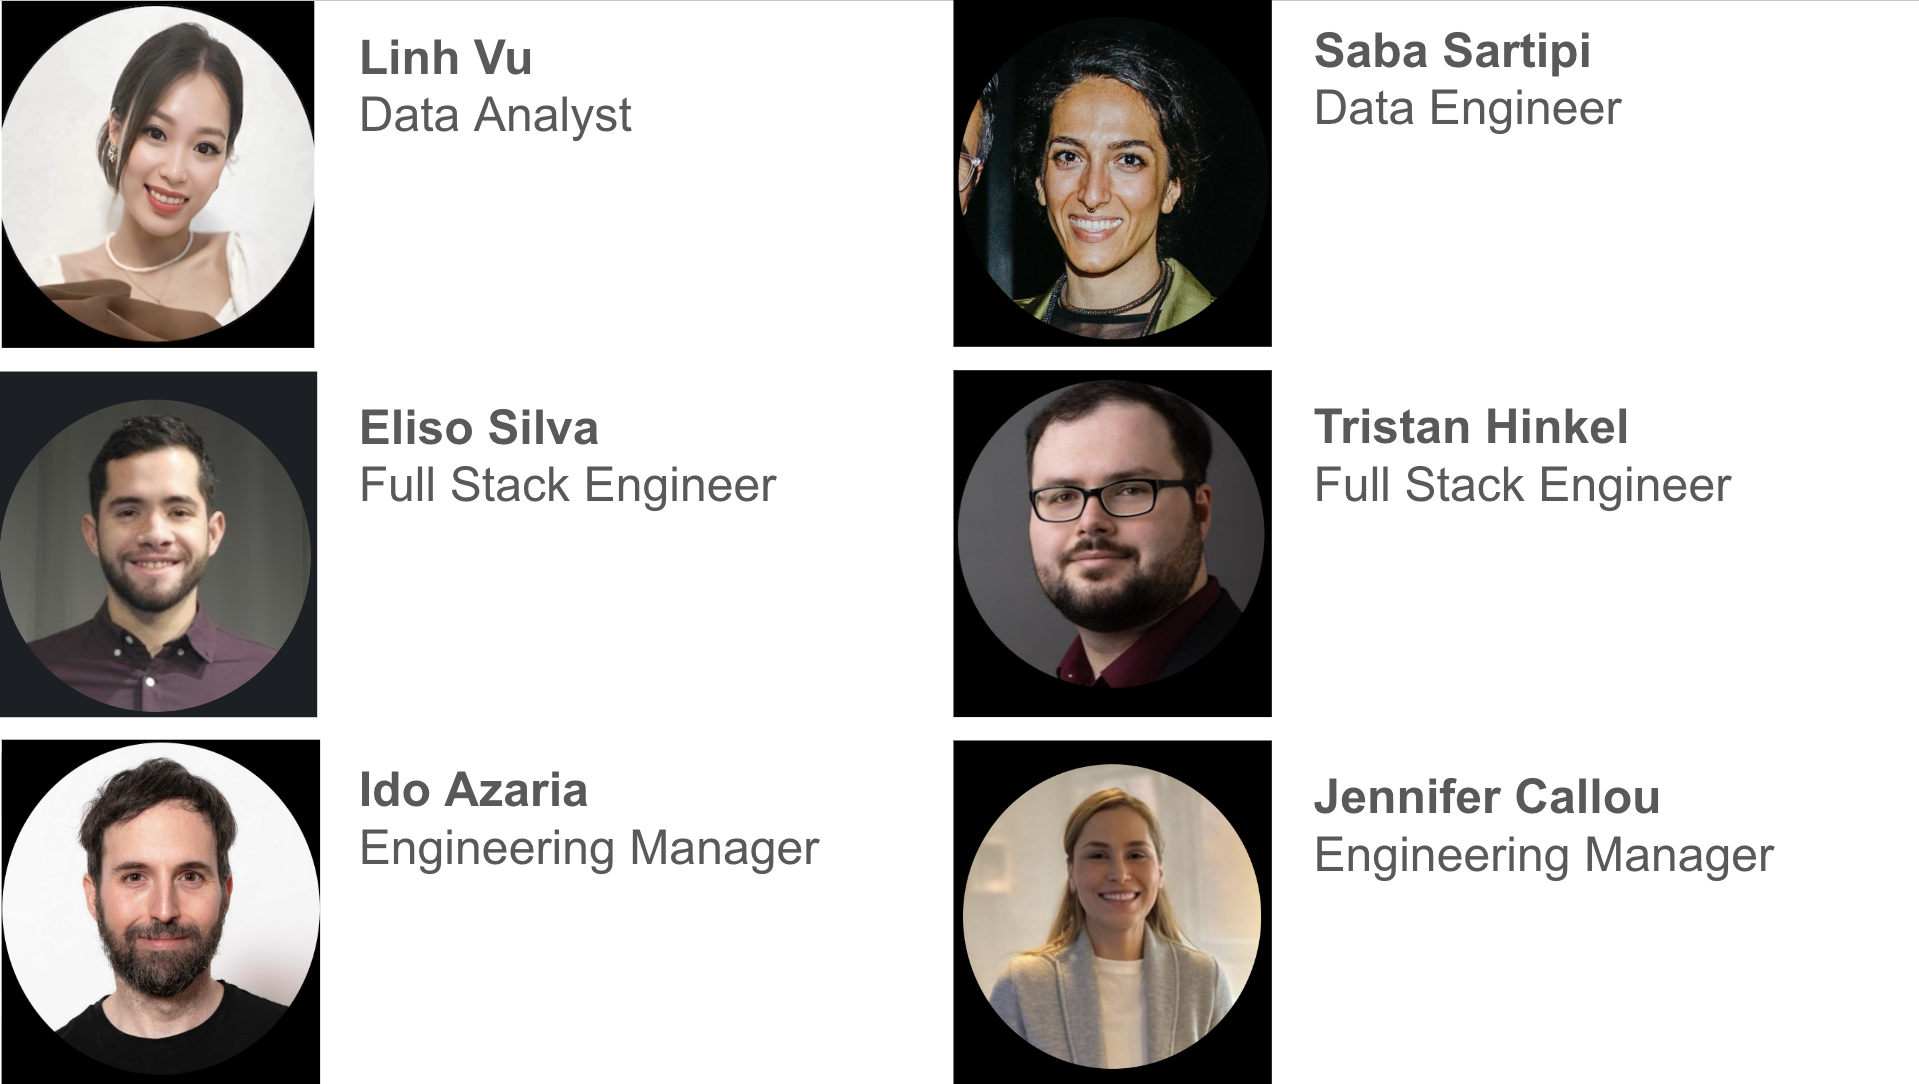 Linh Vu
Data Analyst
Saba Sartipi
Data Engineer
Eliso Silva
Full Stack Engineer
Tristan Hinkel
Full Stack Engineer
Ido Azaria
Engineering Manager
Jennifer Callou
Engineering Manager